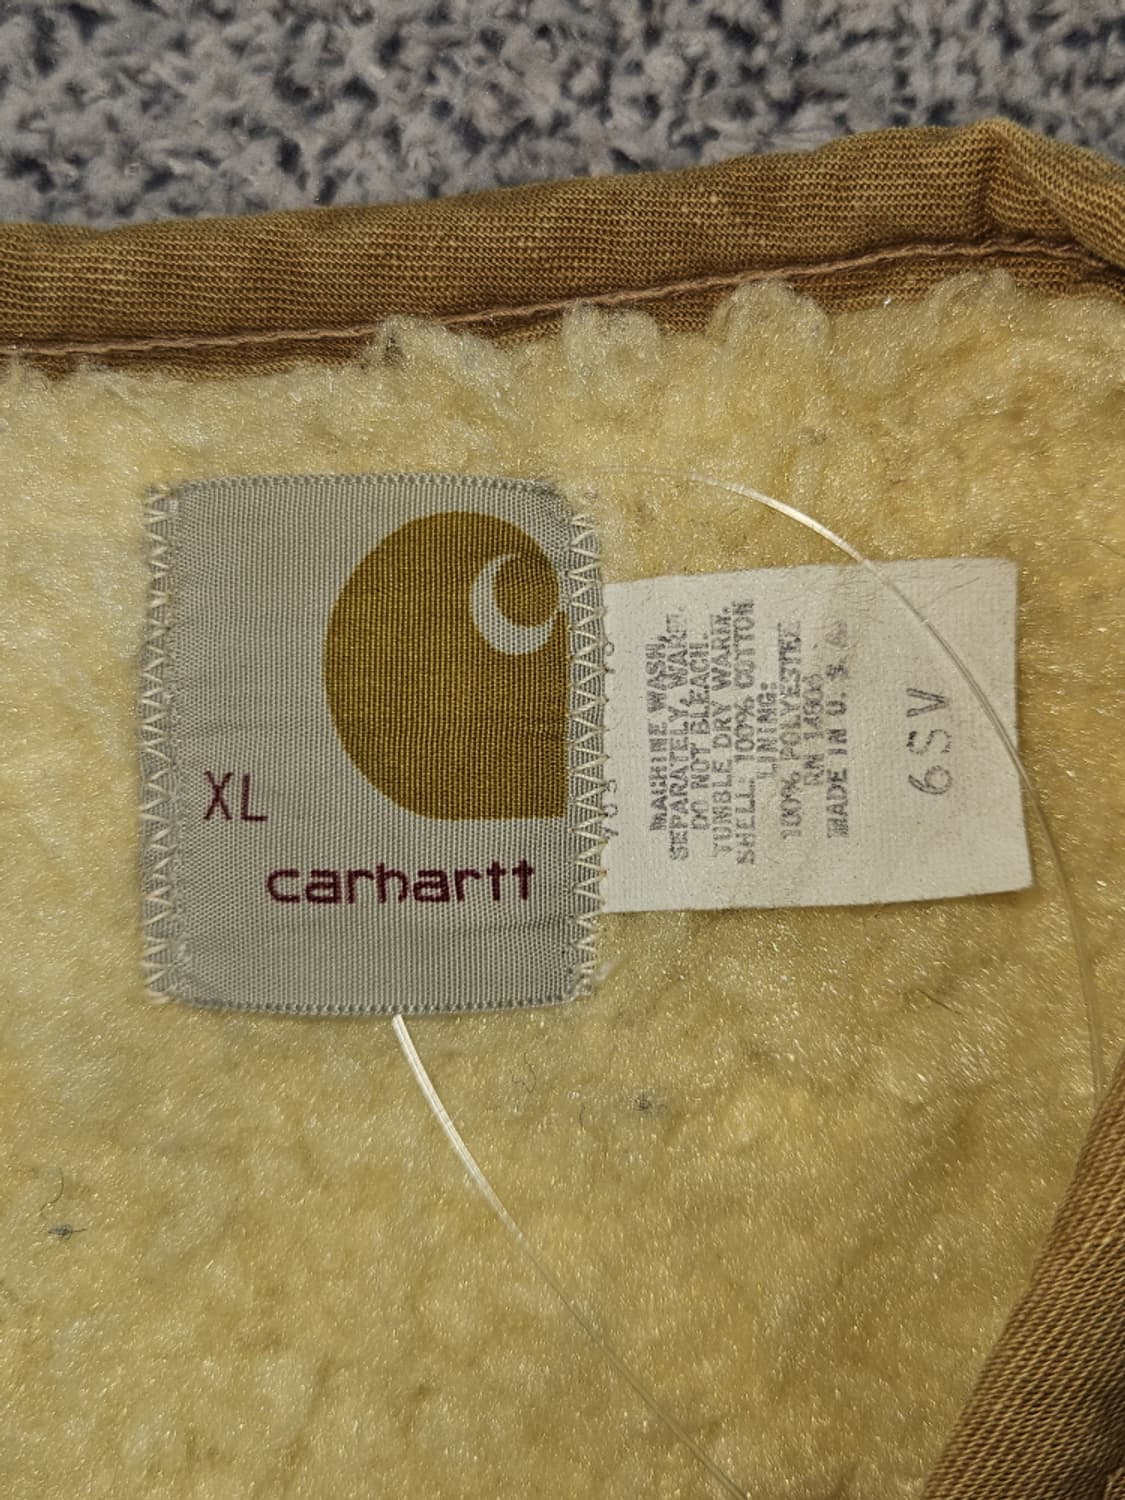 XL
carhartt
MACHINE WASH,
SEPARATELY, WARM.
DO NOT BLEACH.
TUMBLE DRY WARM.
SHELL: 100% COTTON
LINING:
100% POLYESTER
RN 14806
MADE IN U.S.A.
6SV